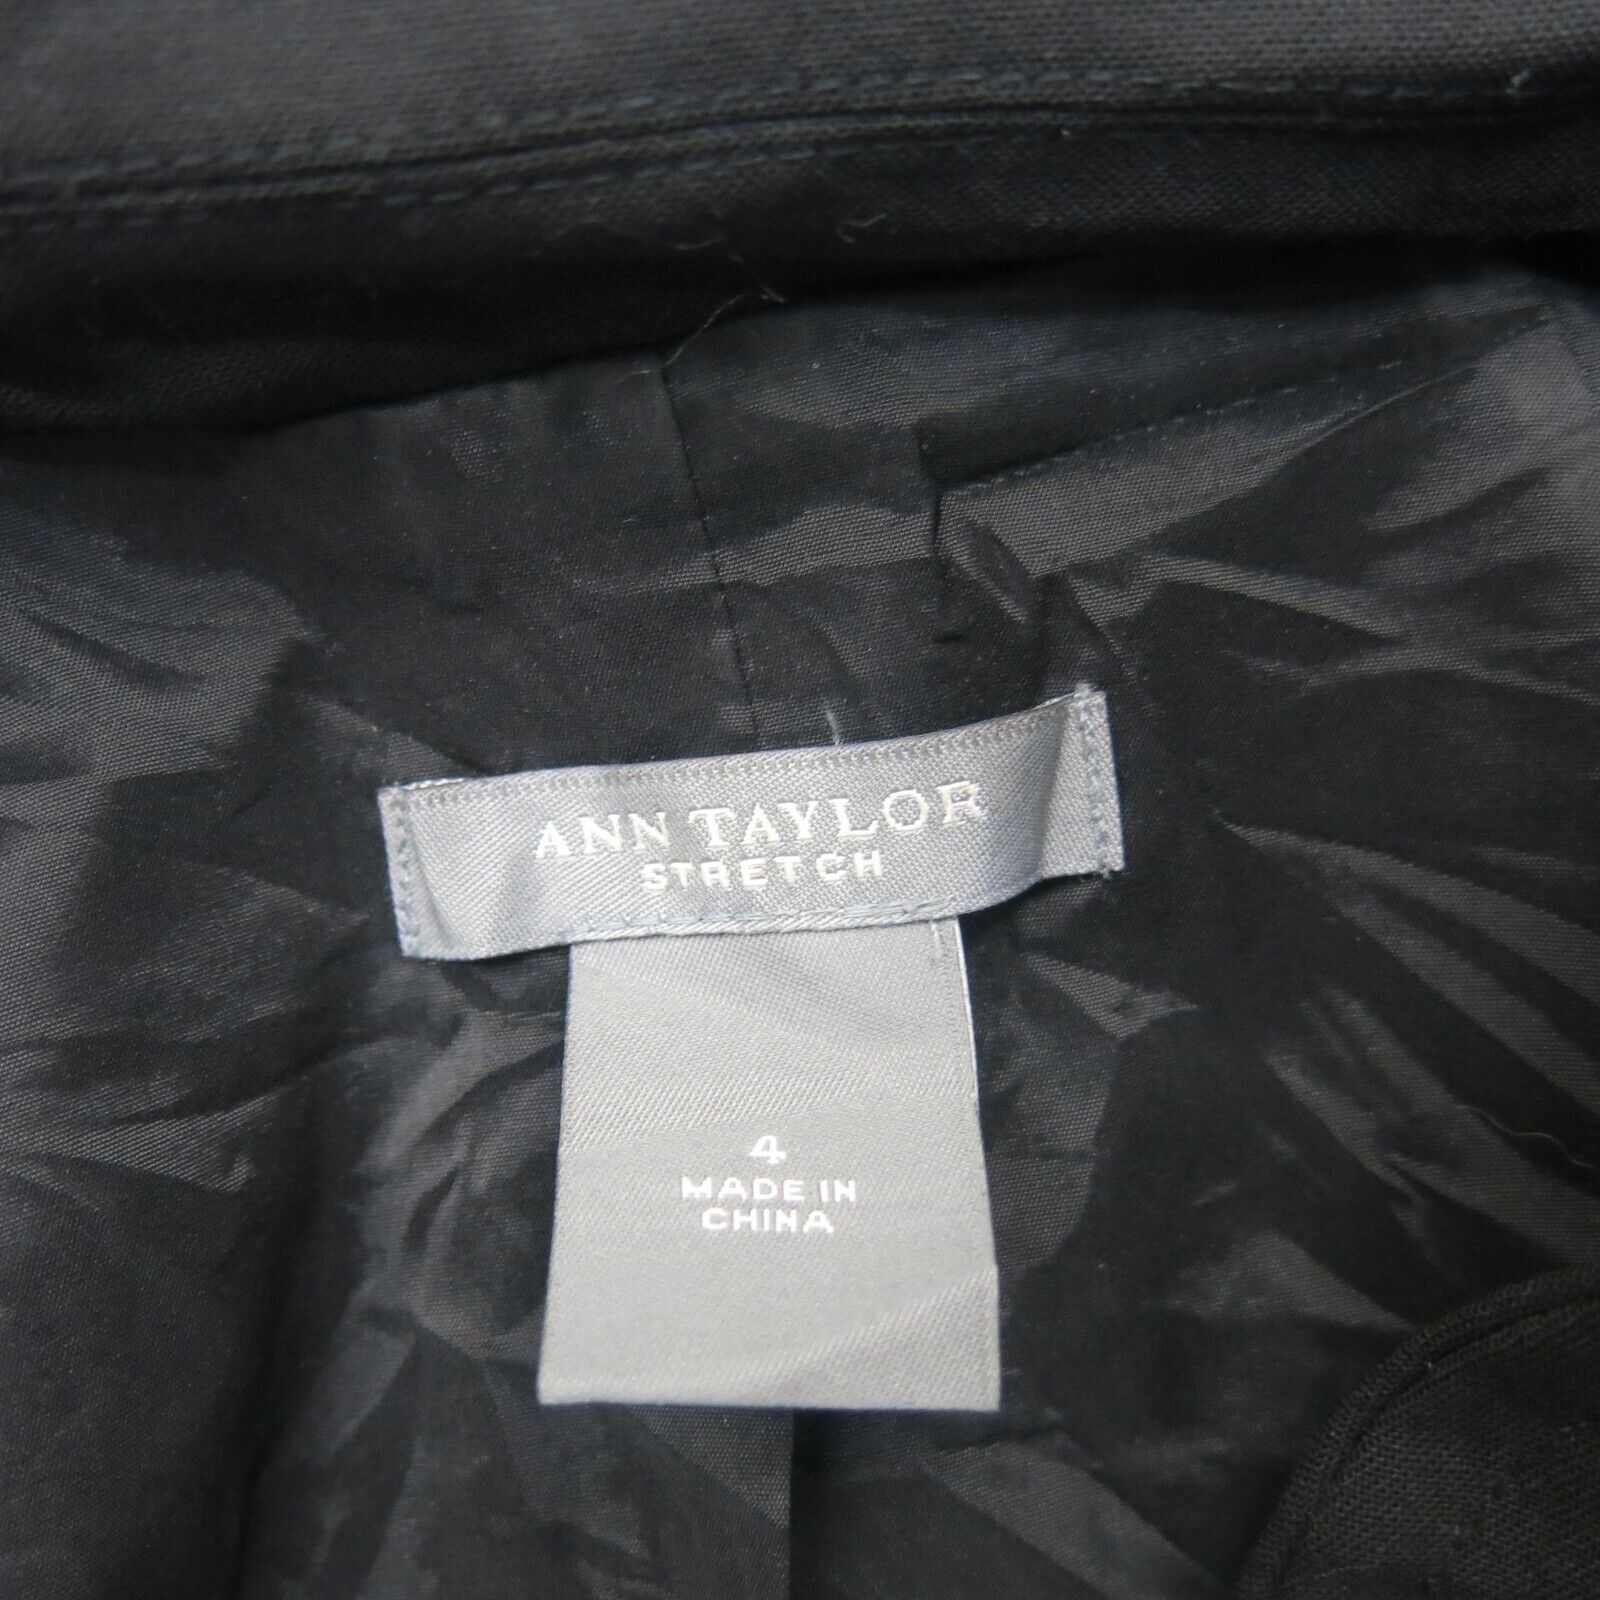 ANN TAYLOR
STRETCH
4
MADE IN
CHINA